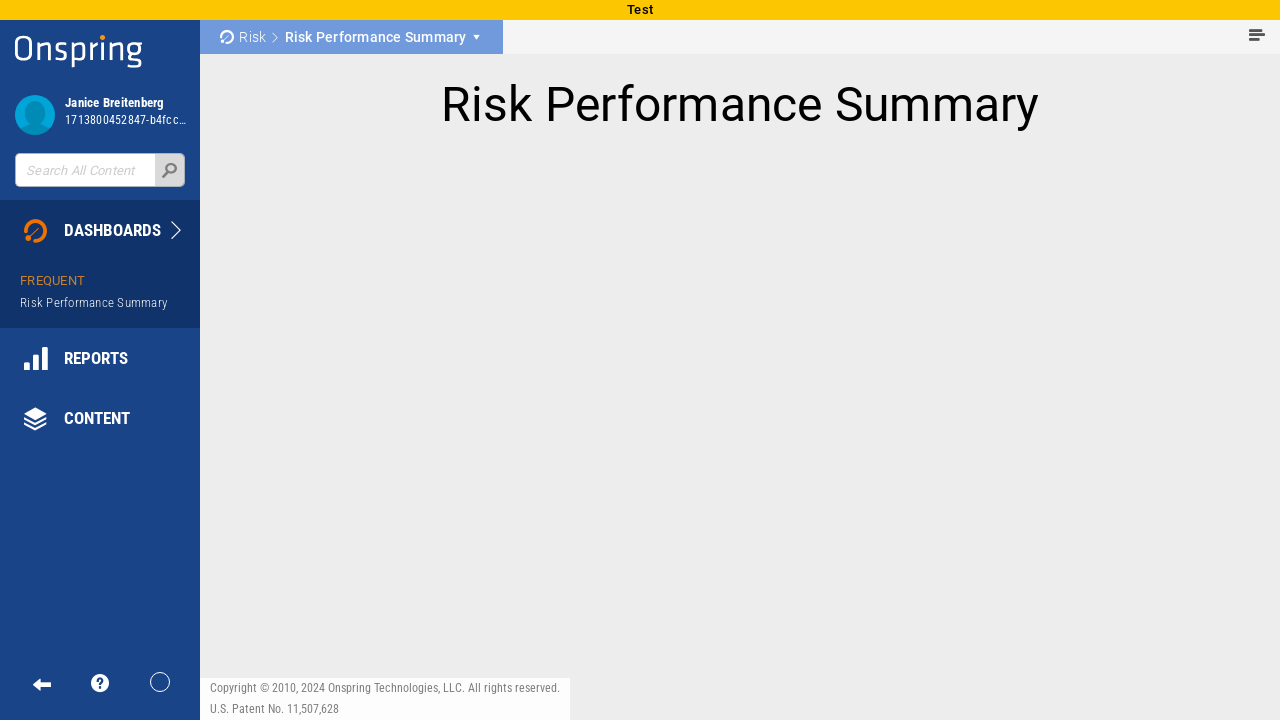 Test
Onspring
Risk
Risk Performance Summary
Janice Breitenberg
1713800452847-b4fcc…
Search All Content
DASHBOARDS
FREQUENT
Risk Performance Summary
REPORTS
CONTENT
Risk Performance Summary
Copyright © 2010, 2024 Onspring Technologies, LLC. All rights reserved.
U.S. Patent No. 11,507,628